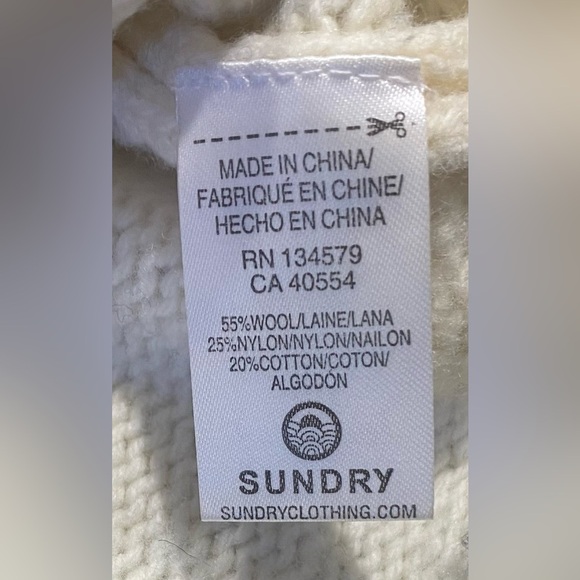 MADE IN CHINA/
FABRIQUÉ EN CHINE/
HECHO EN CHINA
RN 134579
CA 40554
55%WOOL/LAINE/LANA
25%NYLON/NYLON/NAILON
20%COTTON/COTON/
ALGODÓN
SUNDRY
SUNDRYCLOTHING.COM